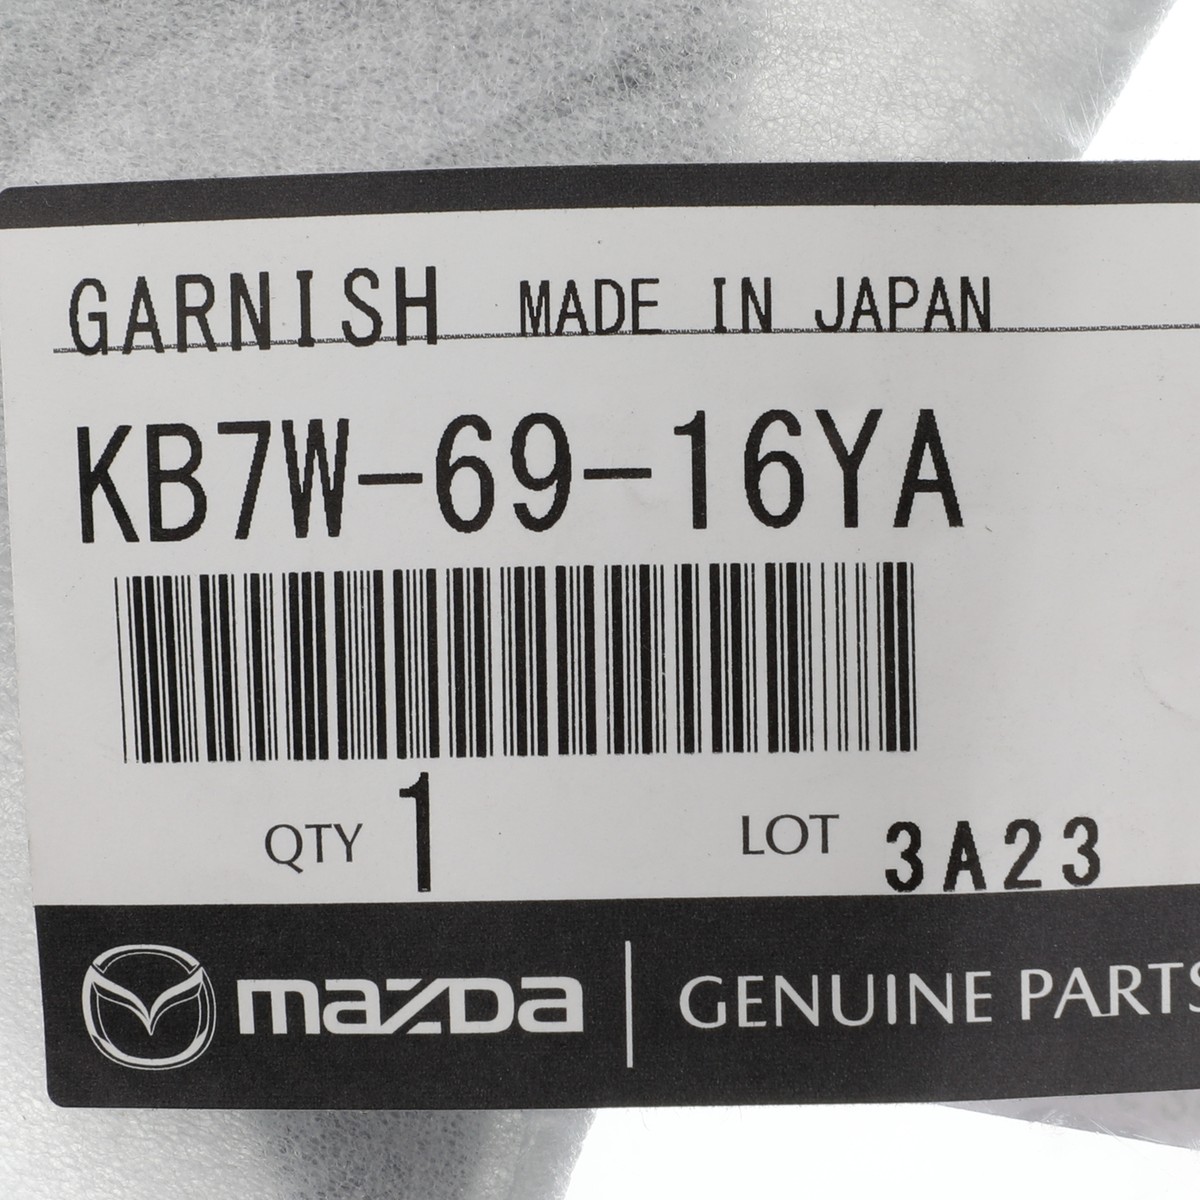 GARNISH MADE IN JAPAN
KB7W-69-16YA
QTY 1 LOT 3A23
mazda GENUINE PARTS